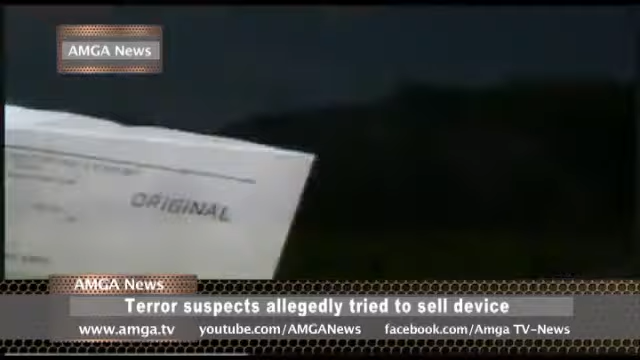 AMGA News
ORIGINAL
AMGA News
Terror suspects allegedly tried to sell device
www.amga.tv youtube.com/AMGANews facebook.com/Amga TV-News